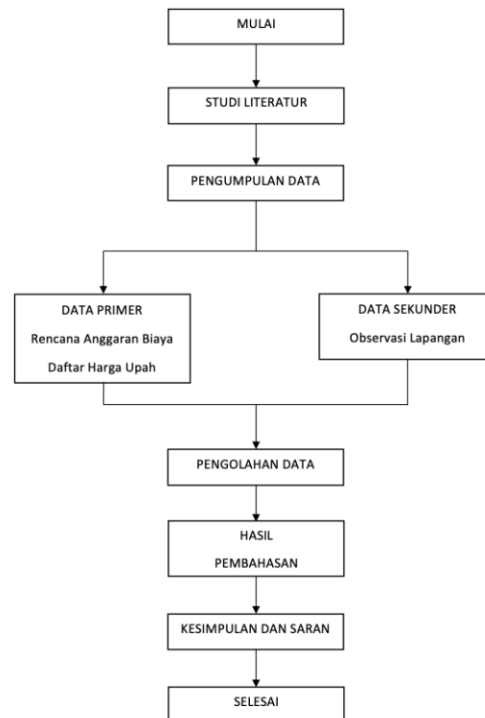 MULAI
STUDI LITERATUR
PENGUMPULAN DATA
DATA PRIMER
Rencana Anggaran Biaya
Daftar Harga Upah
DATA SEKUNDER
Observasi Lapangan
PENGOLAHAN DATA
HASIL
PEMBAHASAN
KESIMPULAN DAN SARAN
SELESAI